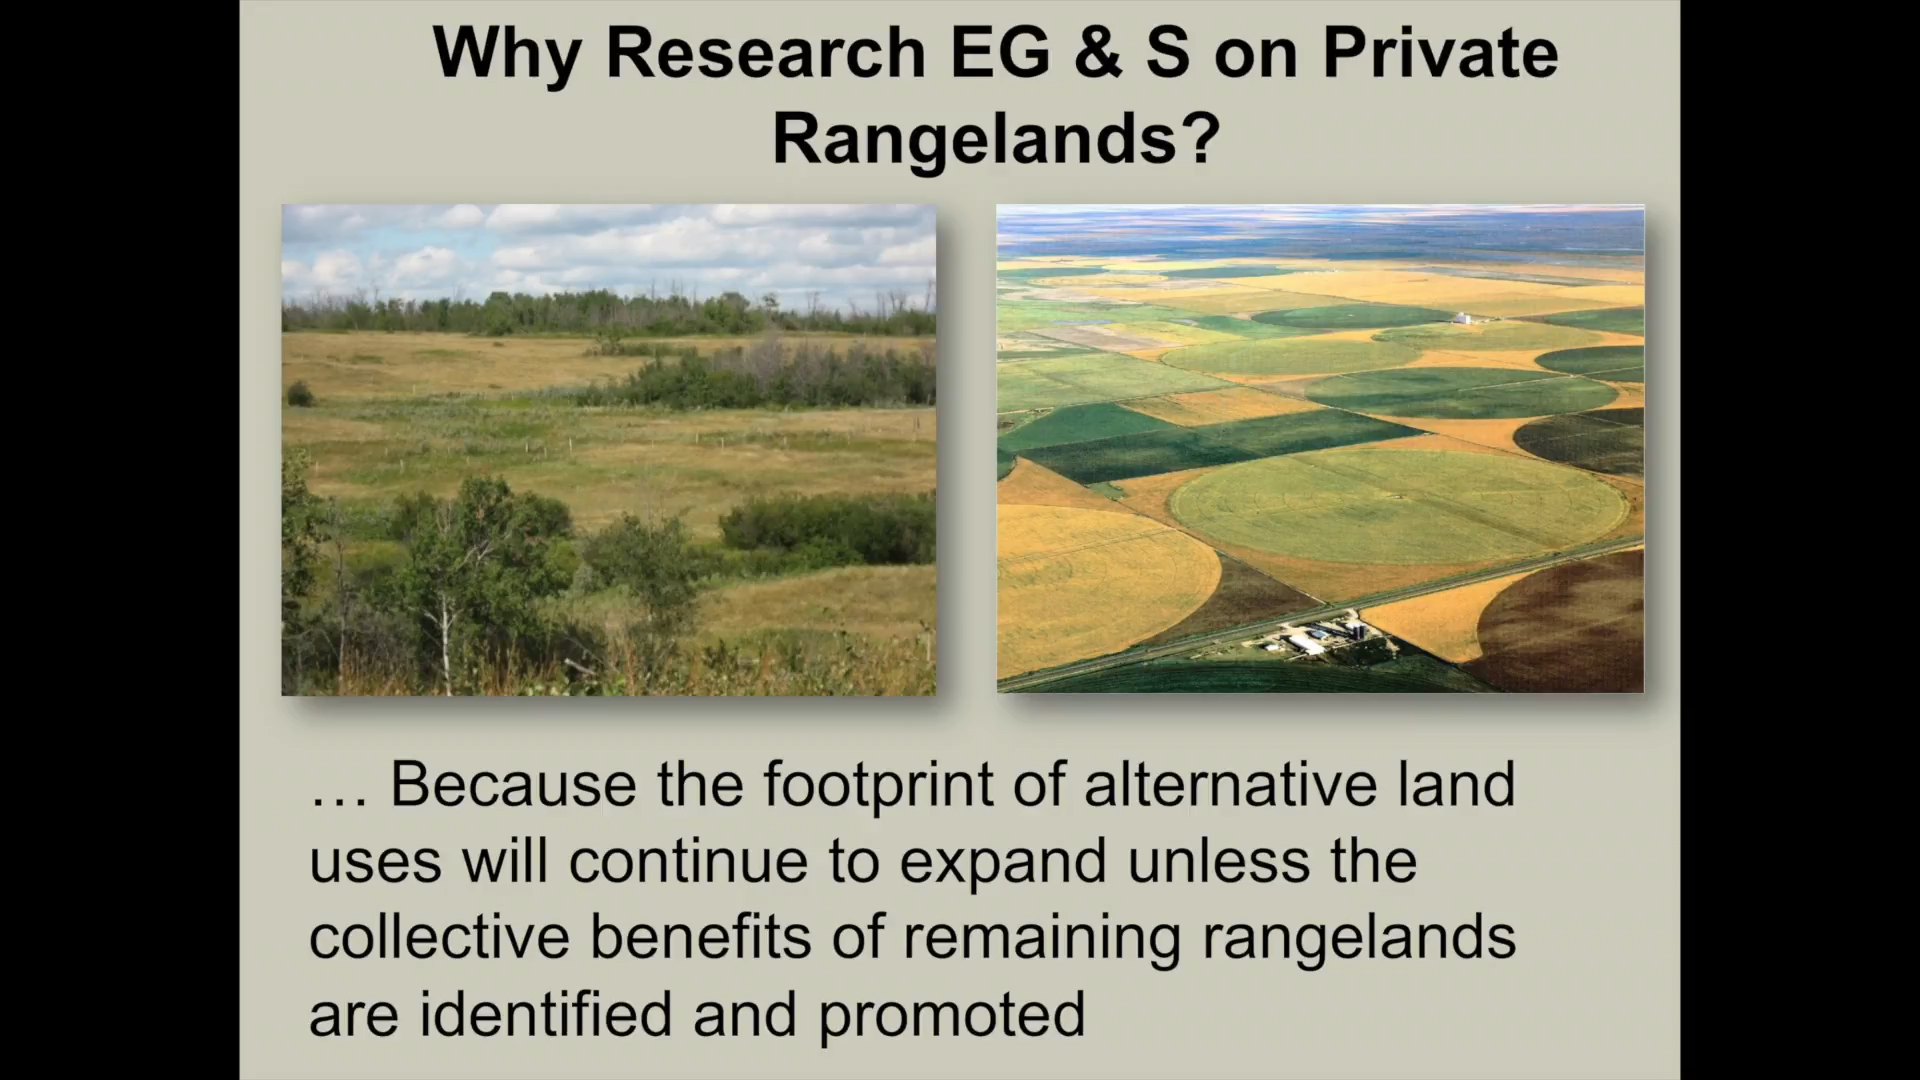 Why Research EG & S on Private
Rangelands?
… Because the footprint of alternative land
uses will continue to expand unless the
collective benefits of remaining rangelands
are identified and promoted